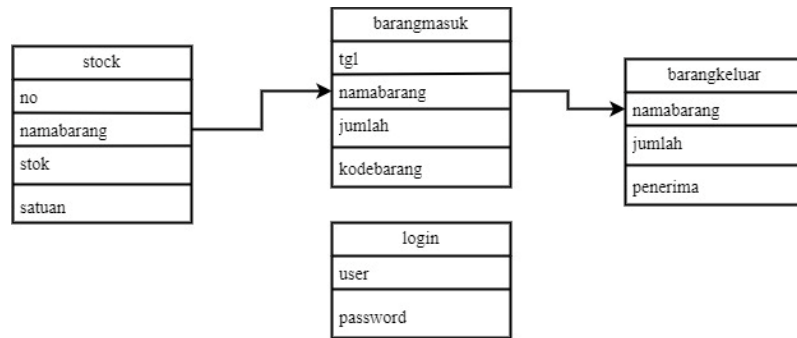 stock
no
namabarang
stok
satuan
barangmasuk
tgl
namabarang
jumlah
kodebarang
barangkeluar
namabarang
jumlah
penerima
login
user
password